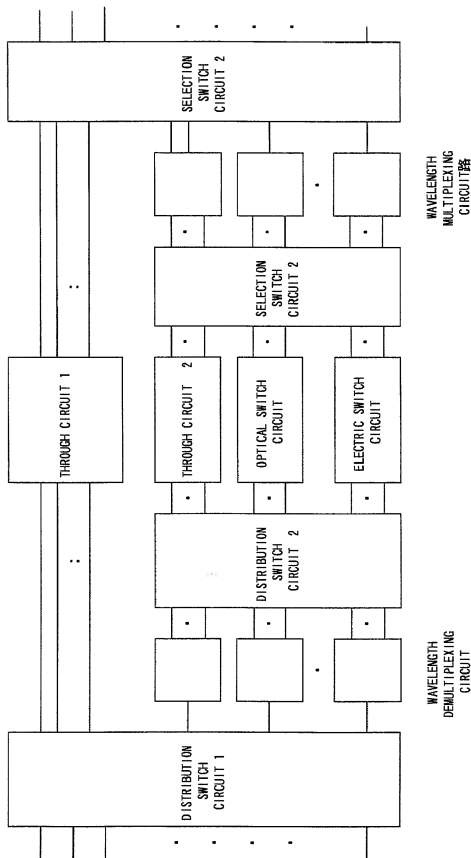 DISTRIBUTION
SWITCH
CIRCUIT 1
WAVELENGTH
DEMULTIPLEXING
CIRCUIT
DISTRIBUTION
SWITCH
CIRCUIT 2
THROUGH CIRCUIT 1
THROUGH CIRCUIT 2
OPTICAL SWITCH
CIRCUIT
ELECTRIC SWITCH
CIRCUIT
SELECTION
SWITCH
CIRCUIT 2
WAVELENGTH
MULTIPLEXING
CIRCUIT路
SELECTION
SWITCH
CIRCUIT 2